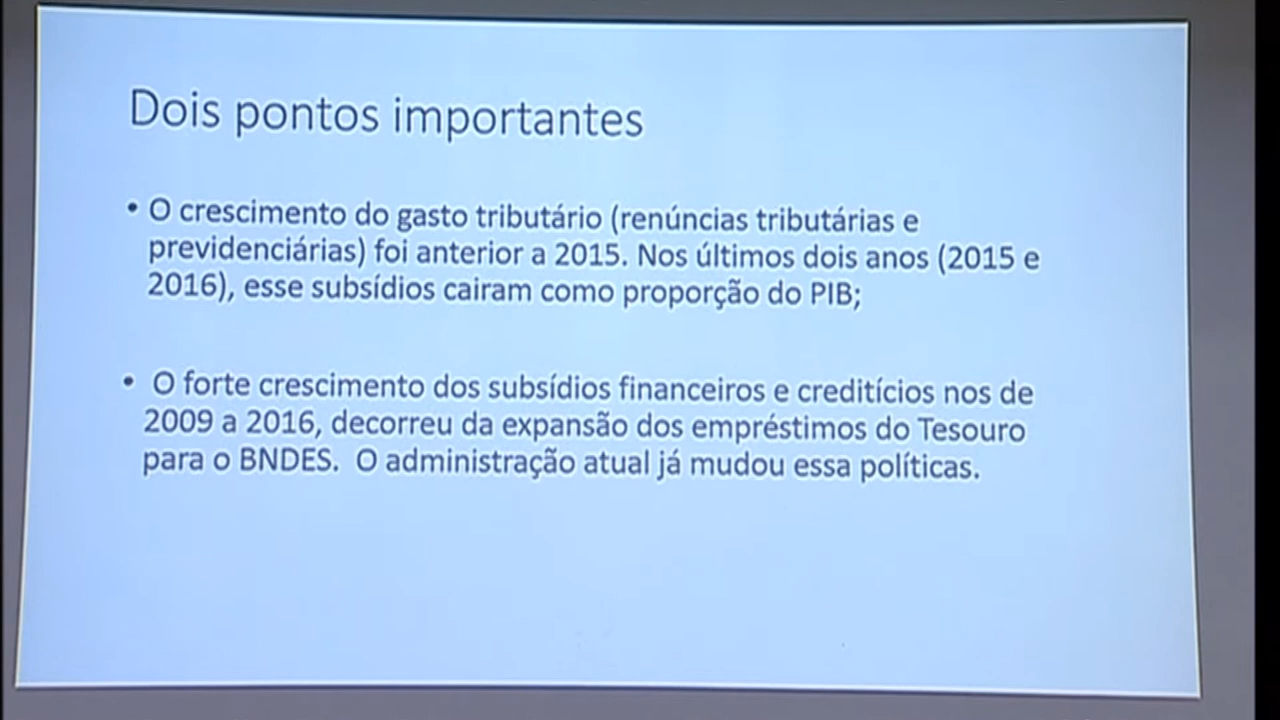 Dois pontos importantes
• O crescimento do gasto tributário (renúncias tributárias e
previdenciárias) foi anterior a 2015. Nos últimos dois anos (2015 e
2016), esse subsídios cairam como proporção do PIB;
• O forte crescimento dos subsídios financeiros e creditícios nos de
2009 a 2016, decorreu da expansão dos empréstimos do Tesouro
para o BNDES. O administração atual já mudou essa políticas.